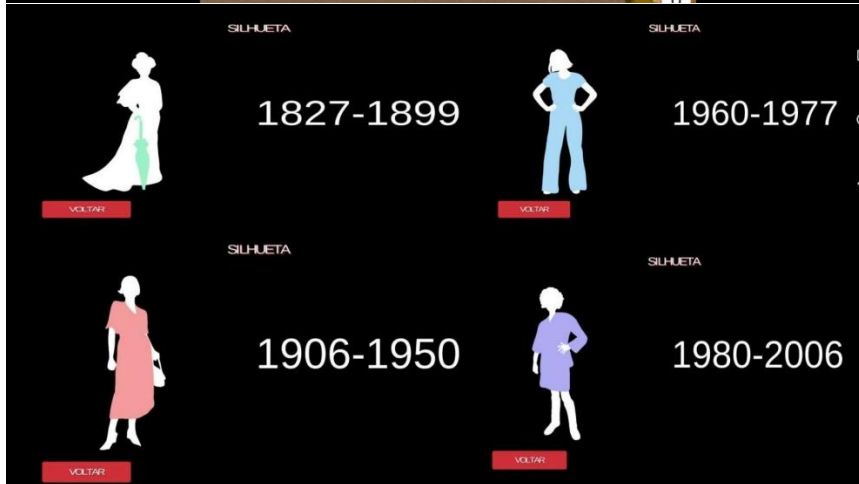 SILHUETA
1827-1899
VOLTAR
SILHUETA
1960-1977
VOLTAR
SILHUETA
1906-1950
VOLTAR
SILHUETA
1980-2006
VOLTAR